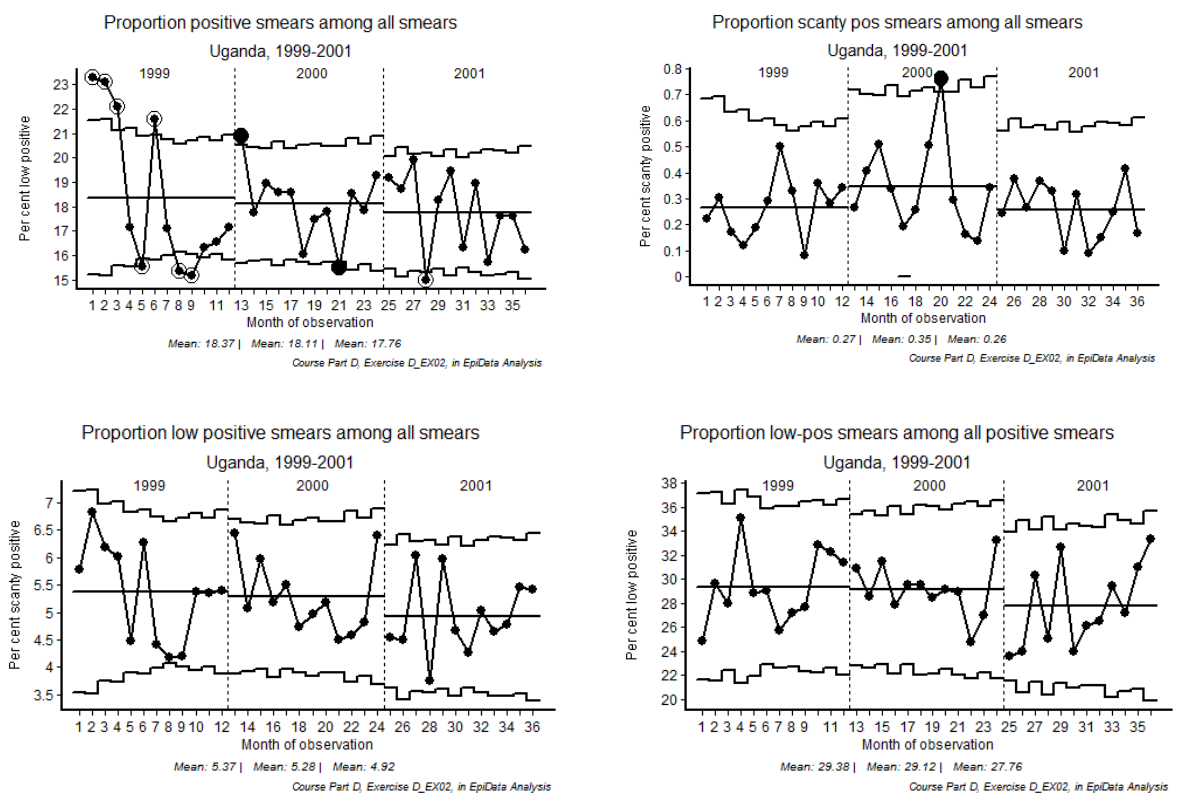 Proportion positive smears among all smears
Uganda, 1999-2001
1999 2000 2001
Per cent low positive
23
22
21
20
19
18
17
16
15
1 2 3 4 5 6 7 8 9 11 13 15 17 19 21 23 25 27 29 31 33 35
Month of observation
Mean: 18.37 | Mean: 18.11 | Mean: 17.76
Course Part D, Exercise D_EX02, in EpiData Analysis
Proportion scanty pos smears among all smears
Uganda, 1999-2001
1999 2000 2001
Per cent scanty positive
0.8
0.7
0.6
0.5
0.4
0.3
0.2
0.1
0
1 2 3 4 5 6 7 8 9 10 12 14 16 18 20 22 24 26 28 30 32 34 36
Month of observation
Mean: 0.27 | Mean: 0.35 | Mean: 0.26
Course Part D, Exercise D_EX02, in EpiData Analysis
Proportion low positive smears among all smears
Uganda, 1999-2001
1999 2000 2001
Per cent scanty positive
7
6.5
6
5.5
5
4.5
4
3.5
1 2 3 4 5 6 7 8 9 10 12 14 16 18 20 22 24 26 28 30 32 34 36
Month of observation
Mean: 5.37 | Mean: 5.28 | Mean: 4.92
Course Part D, Exercise D_EX02, in EpiData Analysis
Proportion low-pos smears among all positive smears
Uganda, 1999-2001
1999 2000 2001
Per cent low positive
38
36
34
32
30
28
26
24
22
20
1 2 3 4 5 6 7 8 9 11 13 15 17 19 21 23 25 27 29 31 33 35
Month of observation
Mean: 29.38 | Mean: 29.12 | Mean: 27.76
Course Part D, Exercise D_EX02, in EpiData Analysis